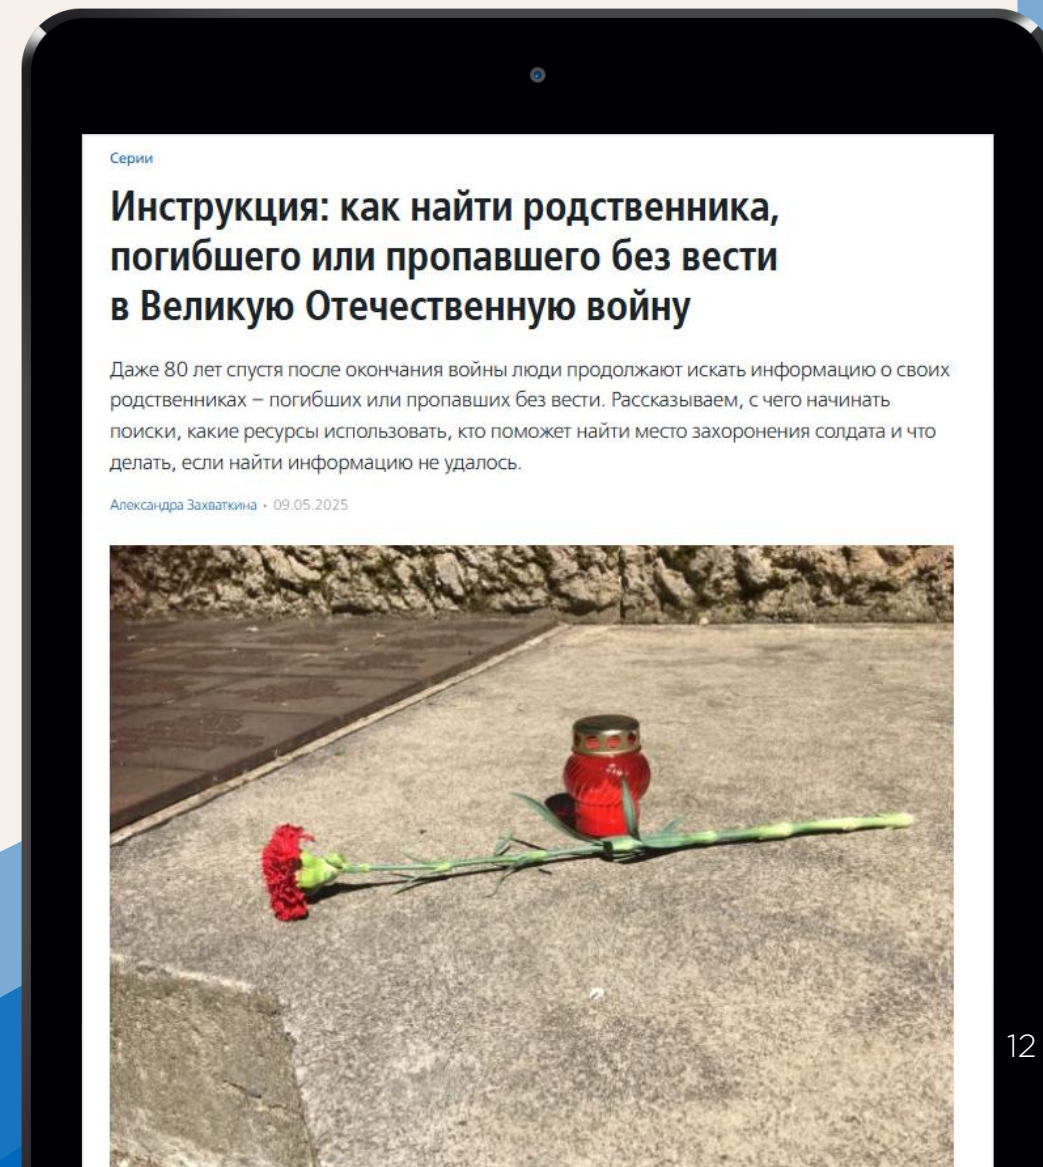 Серии
Инструкция: как найти родственника,
погибшего или пропавшего без вести
в Великую Отечественную войну
Даже 80 лет спустя после окончания войны люди продолжают искать информацию о своих
родственниках – погибших или пропавших без вести. Рассказываем, с чего начинать
поиски, какие ресурсы использовать, кто поможет найти место захоронения солдата и что
делать, если найти информацию не удалось.
Александра Захваткина • 09.05.2025
12